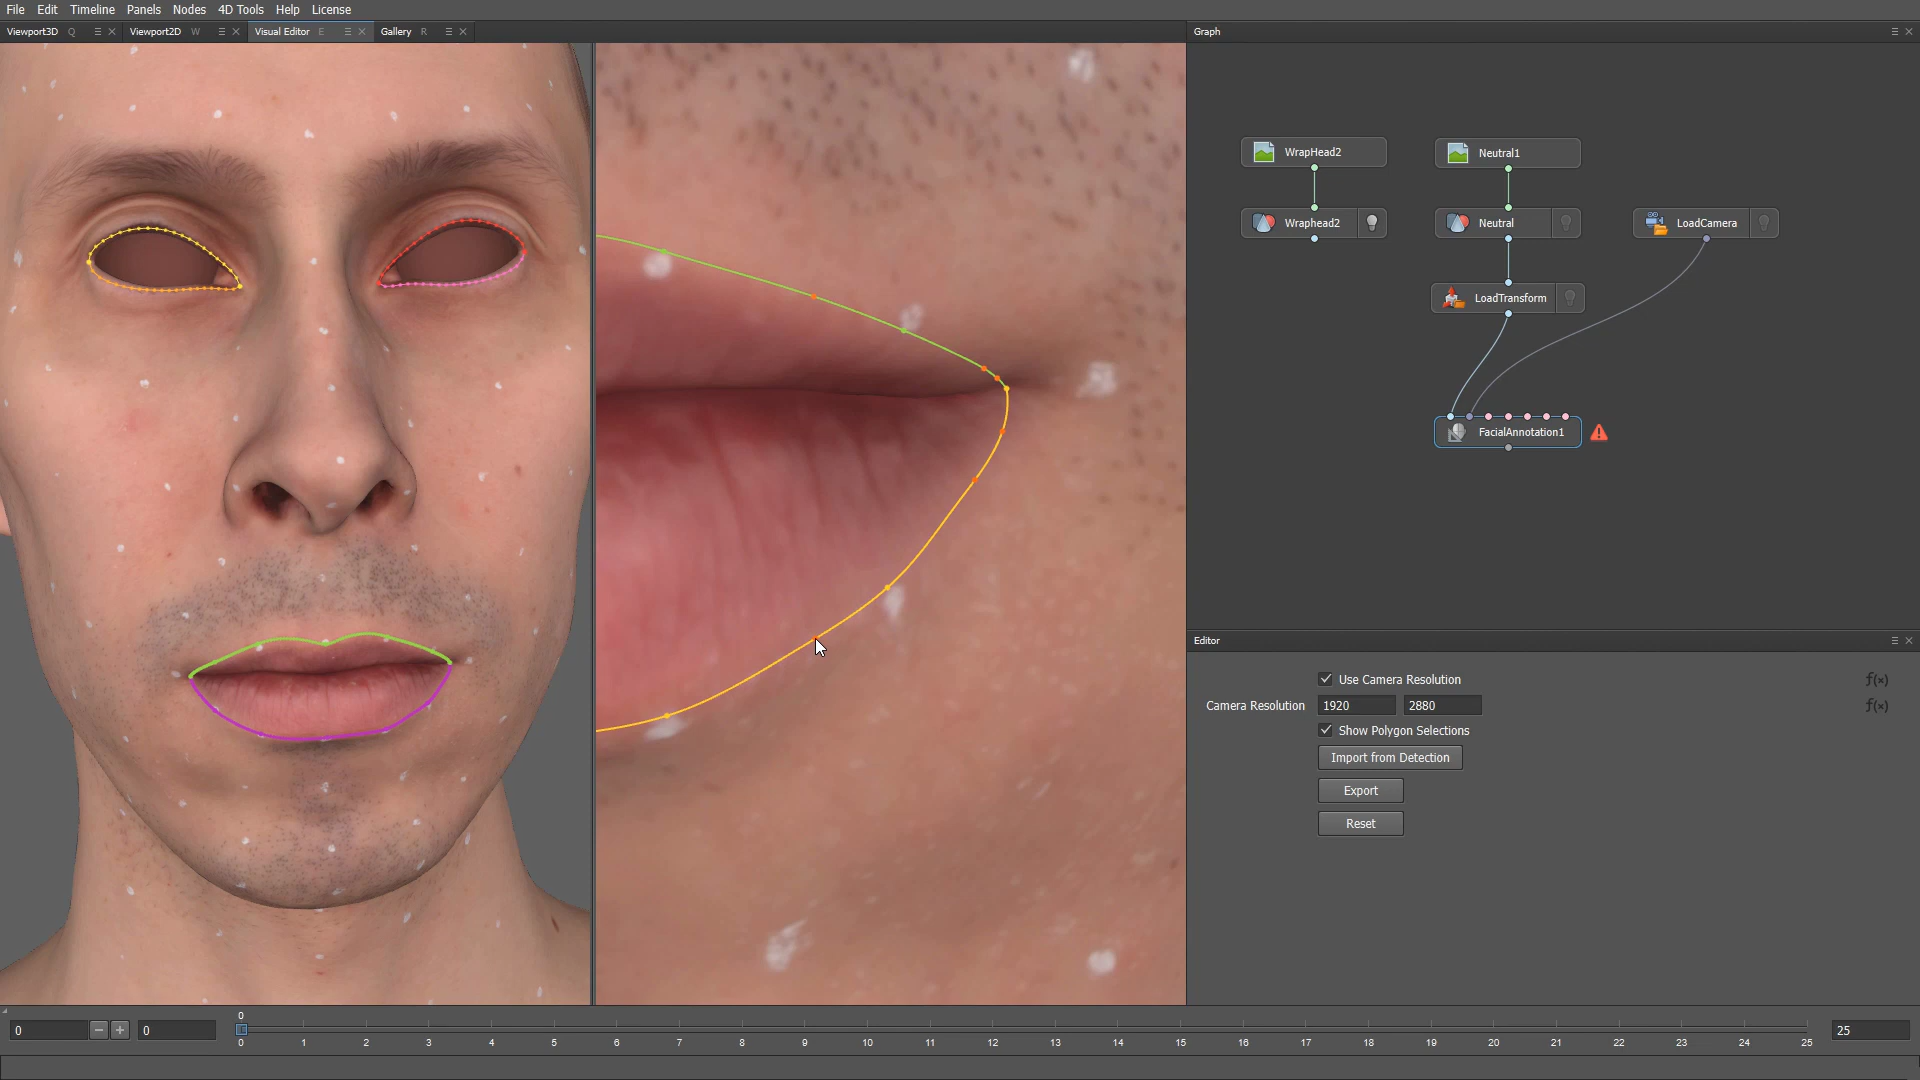 File Edit Timeline Panels Nodes 4D Tools Help License
Viewport3D Q Viewport2D W Visual Editor E Gallery R
Graph
WrapHead2
Neutral1
Wraphead2
Neutral
LoadCamera
LoadTransform
FacialAnnotation1
Editor
Use Camera Resolution f(x)
Camera Resolution 1920 2880 f(x)
Show Polygon Selections
Import from Detection
Export
Reset
0
0 0 25
0 1 2 3 4 5 6 7 8 9 10 11 12 13 14 15 16 17 18 19 20 21 22 23 24 25